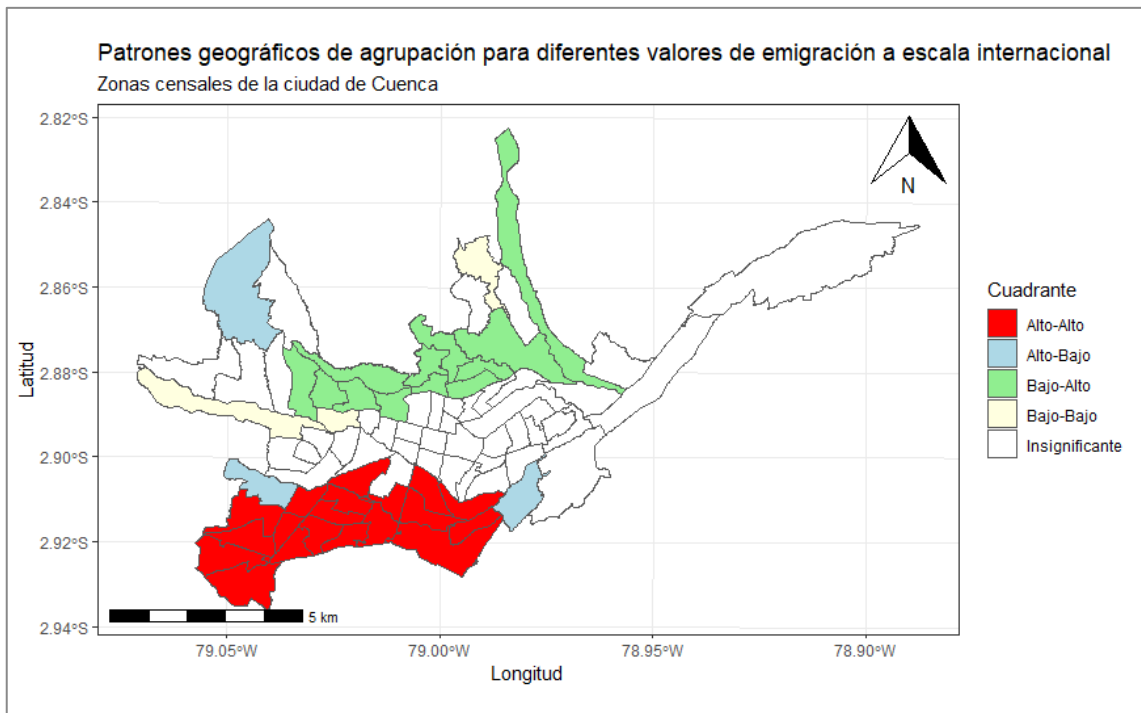 Patrones geográficos de agrupación para diferentes valores de emigración a escala internacional
Zonas censales de la ciudad de Cuenca
2.82°S
2.84°S
2.86°S
2.88°S
2.90°S
2.92°S
2.94°S
Latitud
N
5 km
79.05°W
79.00°W
78.95°W
78.90°W
Longitud
Cuadrante
Alto-Alto
Alto-Bajo
Bajo-Alto
Bajo-Bajo
Insignificante